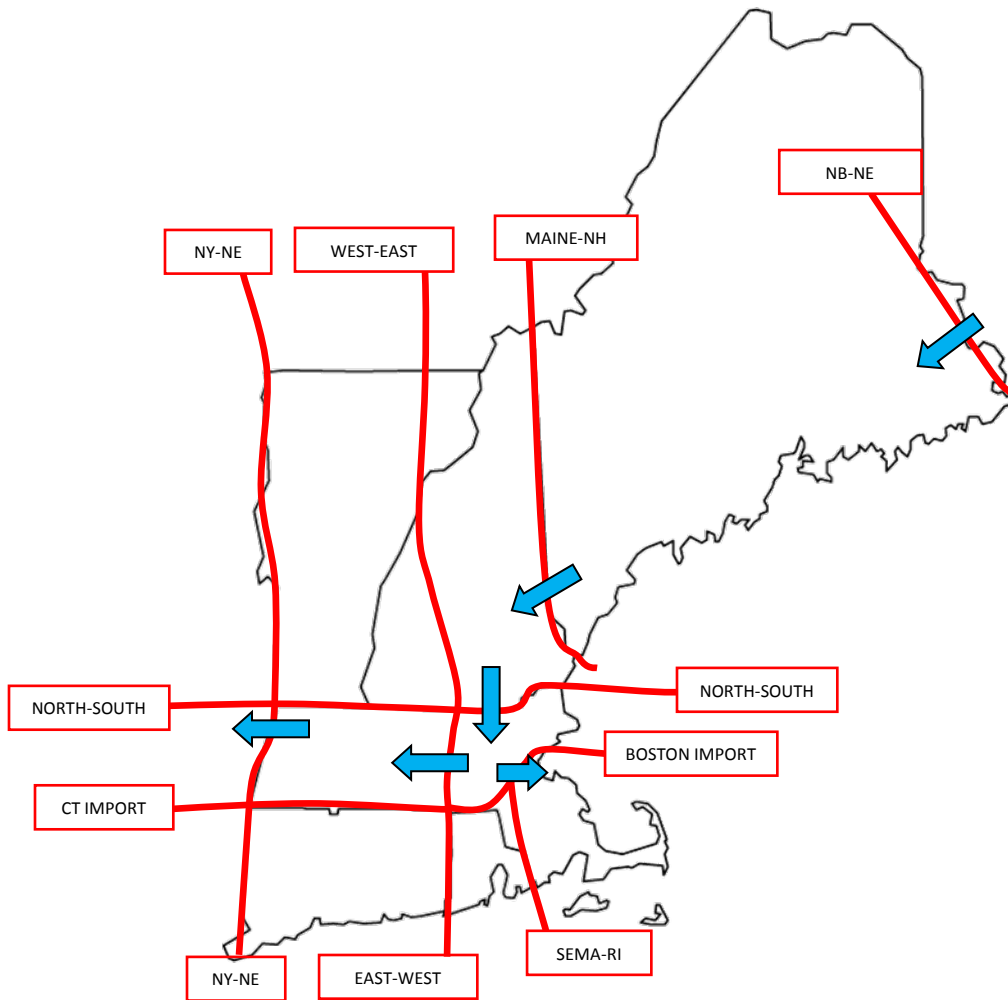 NB-NE
NY-NE
WEST-EAST
MAINE-NH
NORTH-SOUTH
NORTH-SOUTH
BOSTON IMPORT
CT IMPORT
SEMA-RI
NY-NE
EAST-WEST